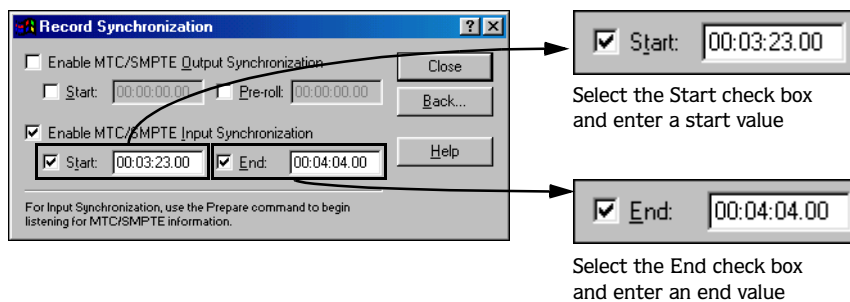 Record Synchronization
Enable MTC/SMPTE Output Synchronization
Start: 00:00:00.00 Pre-roll: 00:00:00.00
Enable MTC/SMPTE Input Synchronization
Start: 00:03:23.00 End: 00:04:04.00
For Input Synchronization, use the Prepare command to begin
listening for MTC/SMPTE information.
Close
Back...
Help
Start: 00:03:23.00
Select the Start check box
and enter a start value
End: 00:04:04.00
Select the End check box
and enter an end value